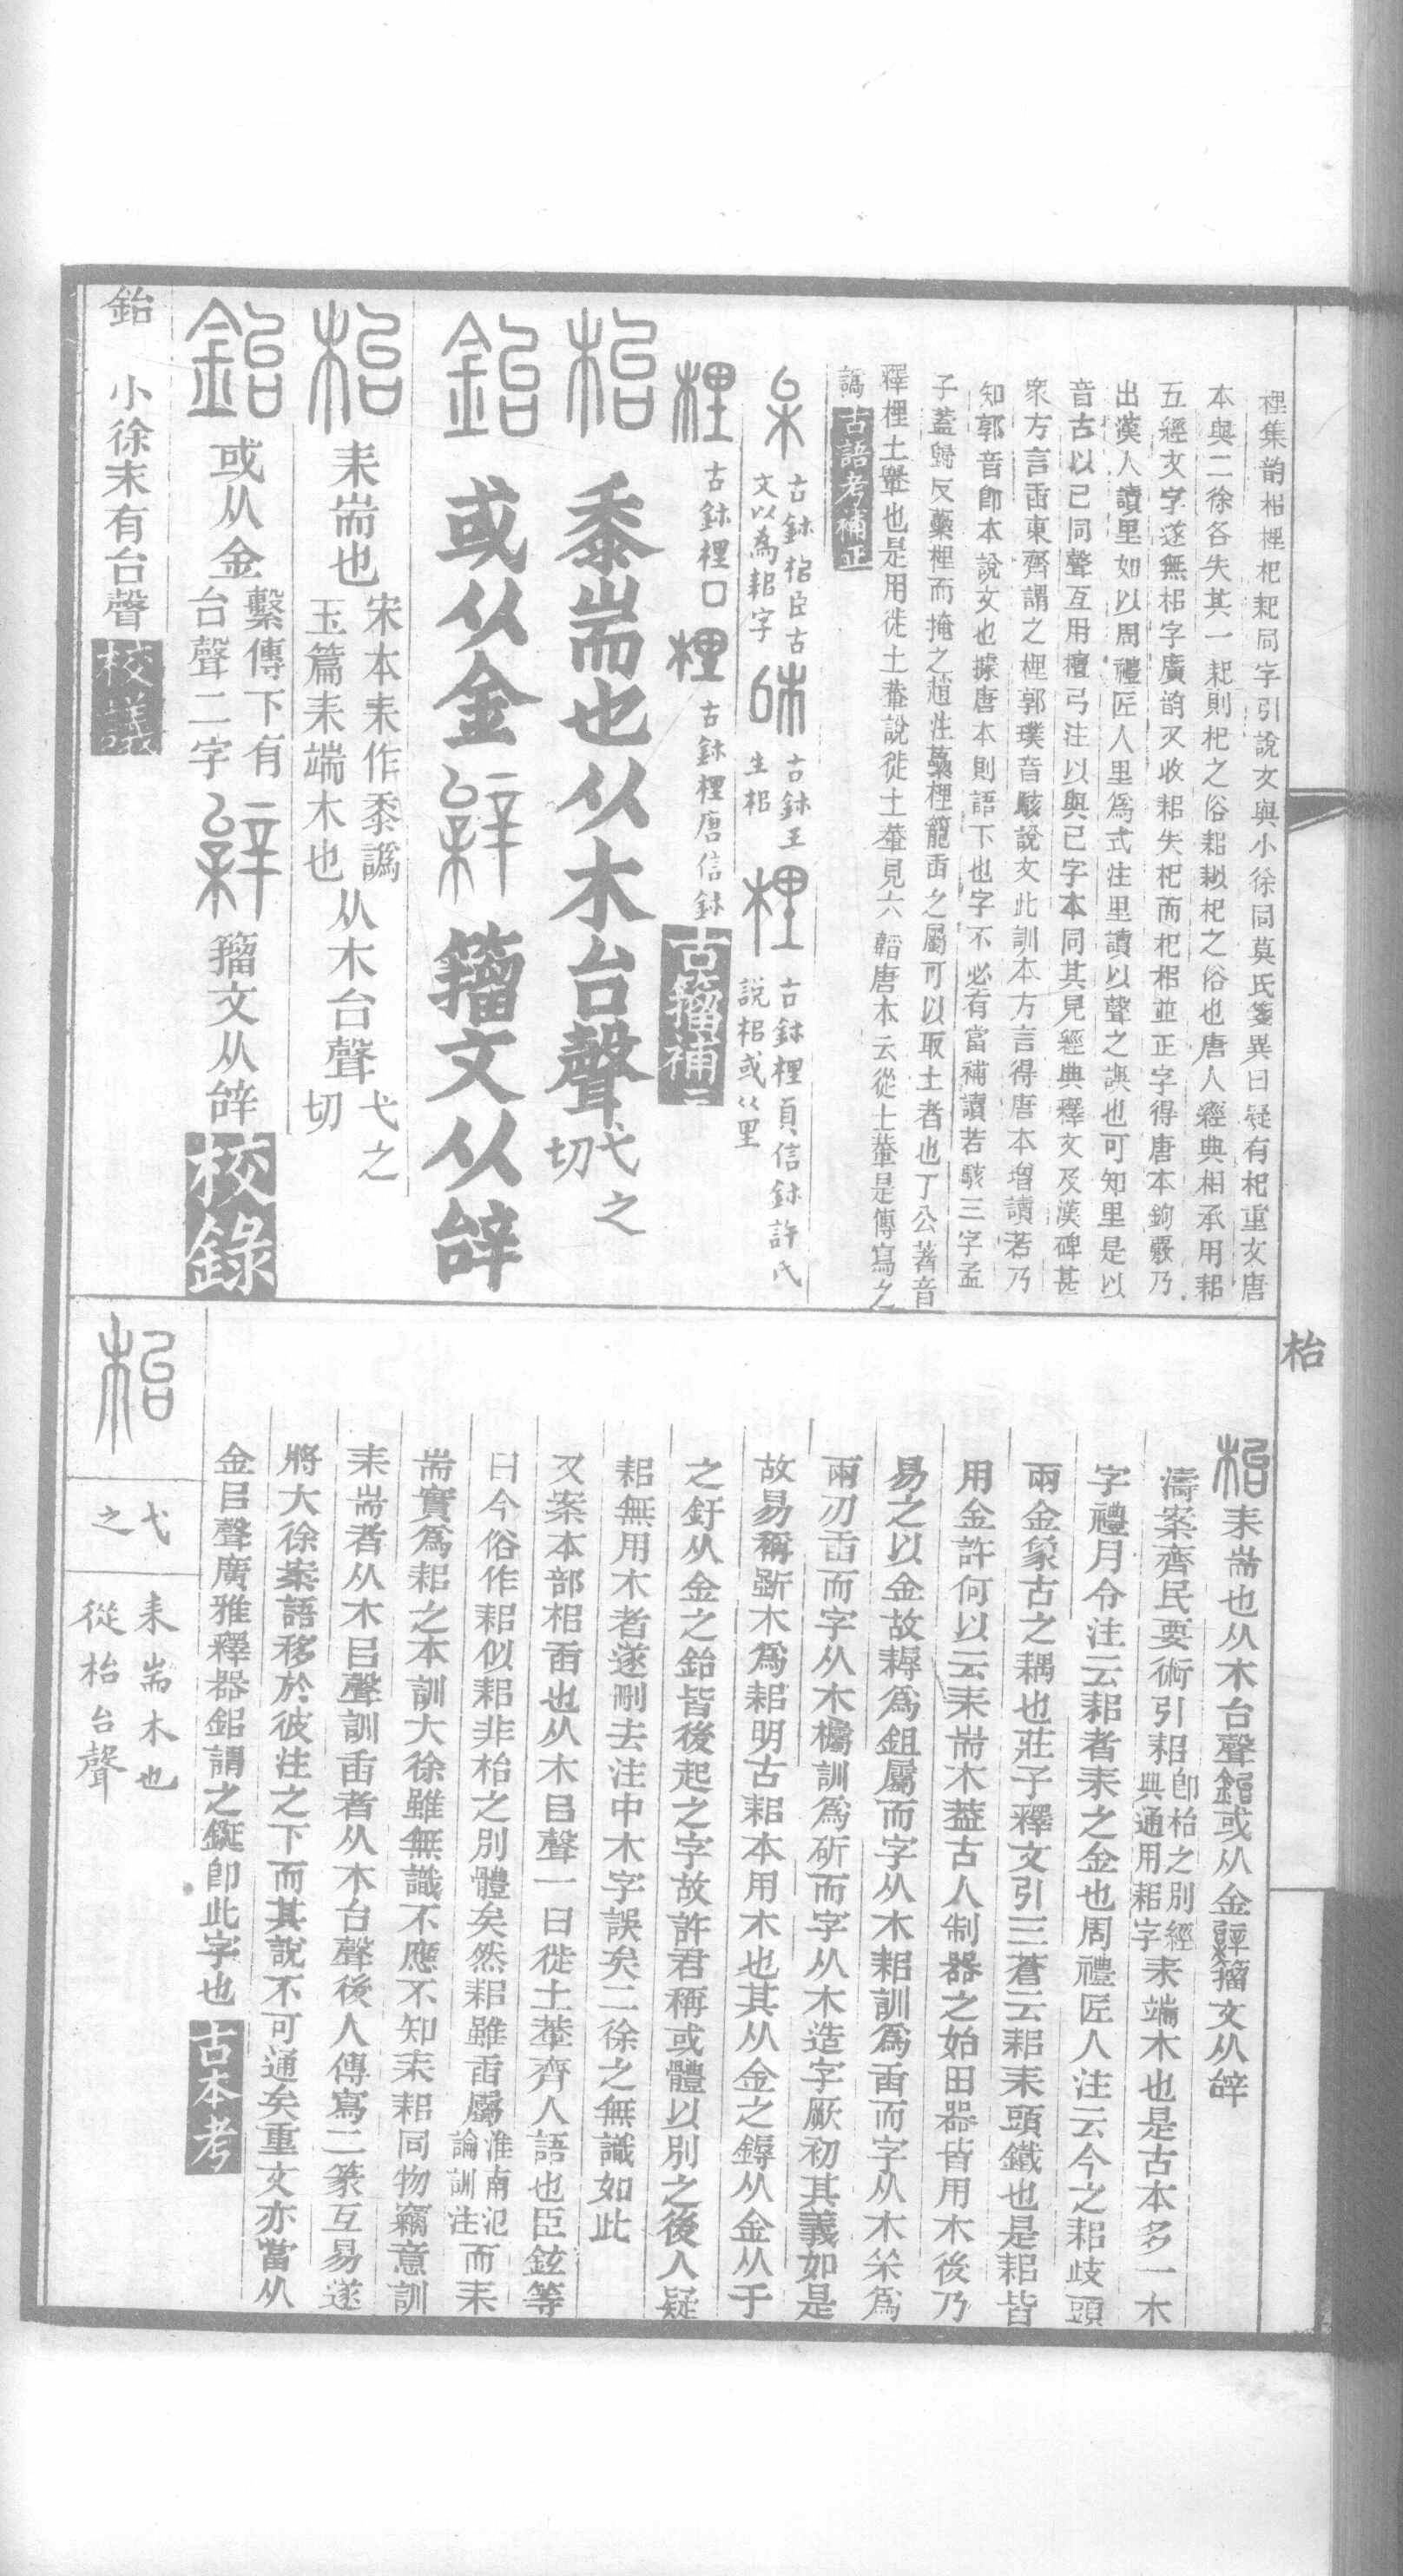 梩集韵枱梩杞耜同字引說文與小徐同莫氏箋異曰疑有杞重文唐
本與二徐各失其一耜則杞之俗耜耙杞之俗也唐人經典相承用耜
五經文字遂無枱字廣韵又收耜失杞而杞枱並正字得唐本鉤覈乃
出漢人讀里如以周禮匠人里爲式注里讀以聲之誤也可知里是以
音古以已同聲互用檀弓注以與已字本同其見經典釋文及漢碑甚
衆方言臿東齊謂之梩郭璞音駭說文此訓本方言得唐本增讀若乃
知郭音卽本說文也據唐本則語下也字不必有當補讀若駭三字孟
子蓋歸反虆梩而掩之趙注虆梩籠臿之屬可以取土者也丁公著音
釋梩土轝也是用徙土輂說徙土輂見六韜唐本云從土輂是傳寫之
譌 古語考補正
古鉨枱臣古
文以爲耜字
古鉨王
生枱
古鉨梩頁信鉨許氏
說枱或从里
古鉨梩口 古鉨梩唐信鉨 古籀補
枱 黍耑也从木台聲弋之切
鈶 或从金 籀文从辝
枱 耒耑也宋本耒作黍譌玉篇耒端木也从木台聲弋之切
鈶 或从金繫傳下有台聲二字 籀文从辝 校錄
鈶 小徐末有台聲 校議
枱
枱 耒耑也从木台聲鈶或从金籀文从辝
濤案齊民要術引耜卽枱之別經典通用耜字耒端木也是古本多一木
字禮月令注云耜者耒之金也周禮匠人注云今之耜歧頭
兩金象古之耦也莊子釋文引三蒼云耜耒頭鐵也是耜皆
用金許何以云耒耑木葢古人制器之始田器皆用木後乃
易之以金故耨爲鉏屬而字从木耜訓爲臿而字从木枀爲
兩刃臿而字从木欘訓爲斫而字从木造字厥初其義如是
故易稱斲木爲耜明古耜本用木也其从金之鎛从金从于
之釪从金之鈶皆後起之字故許君稱或體以別之後人疑
耜無用木者遂刪去注中木字誤矣二徐之無識如此
又案本部枱臿也从木㠯聲一曰徙土輂齊人語也臣鉉等
曰今俗作耜似耜非枱之別體矣然耜雖臿屬淮南氾論訓注而耒
耑實爲耜之本訓大徐雖無識不應不知耒耜同物竊意訓
耒耑者从木㠯聲訓臿者从木台聲後人傳寫二篆互易遂
將大徐案語移於彼注之下而其說不可通矣重文亦當从
金㠯聲廣雅釋器鋁謂之鋋卽此字也 古本考
枱
弋之
耒耑木也
從枱台聲